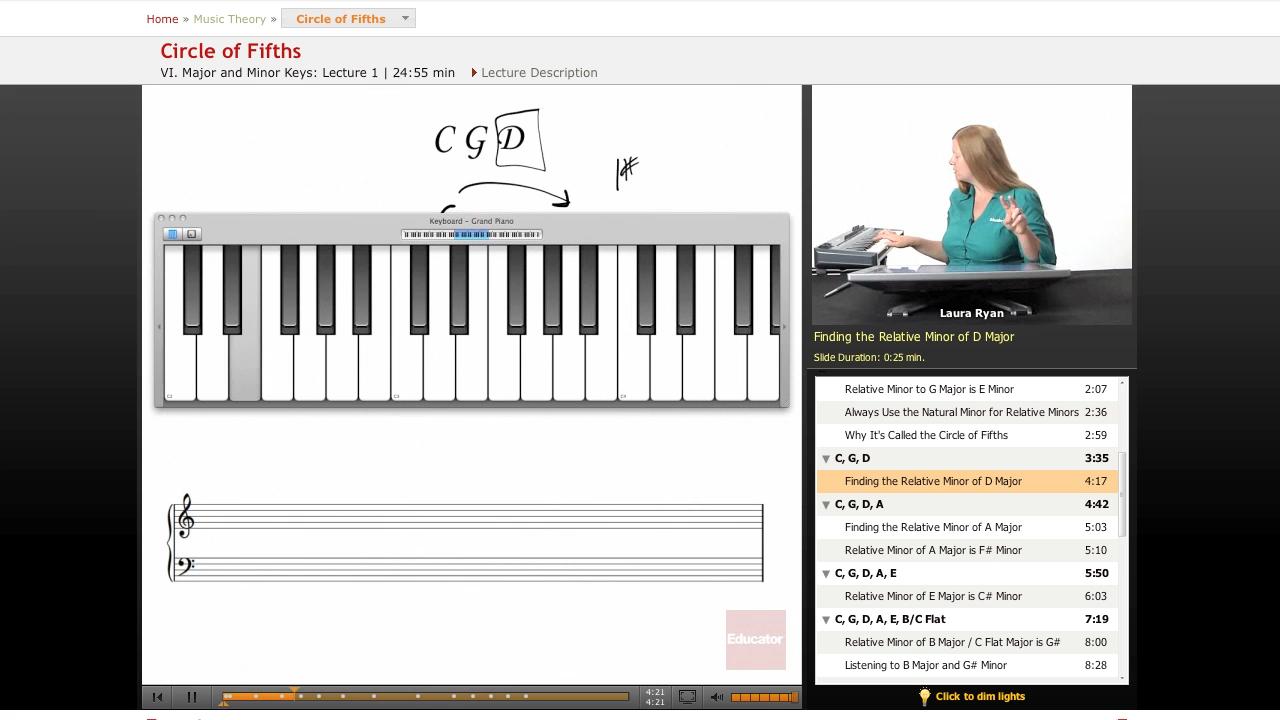 Home » Music Theory » Circle of Fifths
Circle of Fifths
VI. Major and Minor Keys: Lecture 1 | 24:55 min Lecture Description
C G D
1#
Keyboard - Grand Piano
C2 C3 C4
Educator
4:21
4:21
Laura Ryan
Finding the Relative Minor of D Major
Slide Duration: 0:25 min.
Relative Minor to G Major is E Minor 2:07
Always Use the Natural Minor for Relative Minors 2:36
Why It's Called the Circle of Fifths 2:59
C, G, D 3:35
Finding the Relative Minor of D Major 4:17
C, G, D, A 4:42
Finding the Relative Minor of A Major 5:03
Relative Minor of A Major is F# Minor 5:10
C, G, D, A, E 5:50
Relative Minor of E Major is C# Minor 6:03
C, G, D, A, E, B/C Flat 7:19
Relative Minor of B Major / C Flat Major is G# 8:00
Listening to B Major and G# Minor 8:28
Click to dim lights